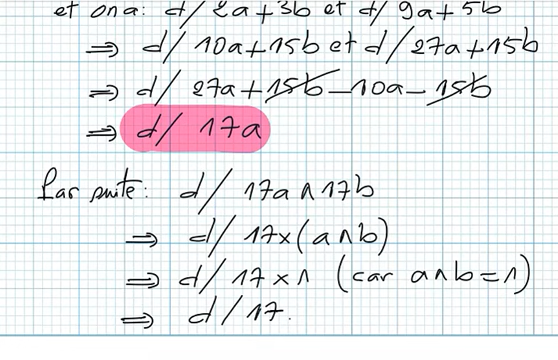 et on a: d/ 2a+3b et d/ 9a+5b
⇒ d/ 10a+15b et d/27a+15b
⇒ d/ 27a+15b-10a-15b
⇒ d/ 17a
Par suite: d/ 17a∧17b
⇒ d/ 17×(a∧b)
⇒ d/ 17×1 (car a∧b=1)
⇒ d/17.